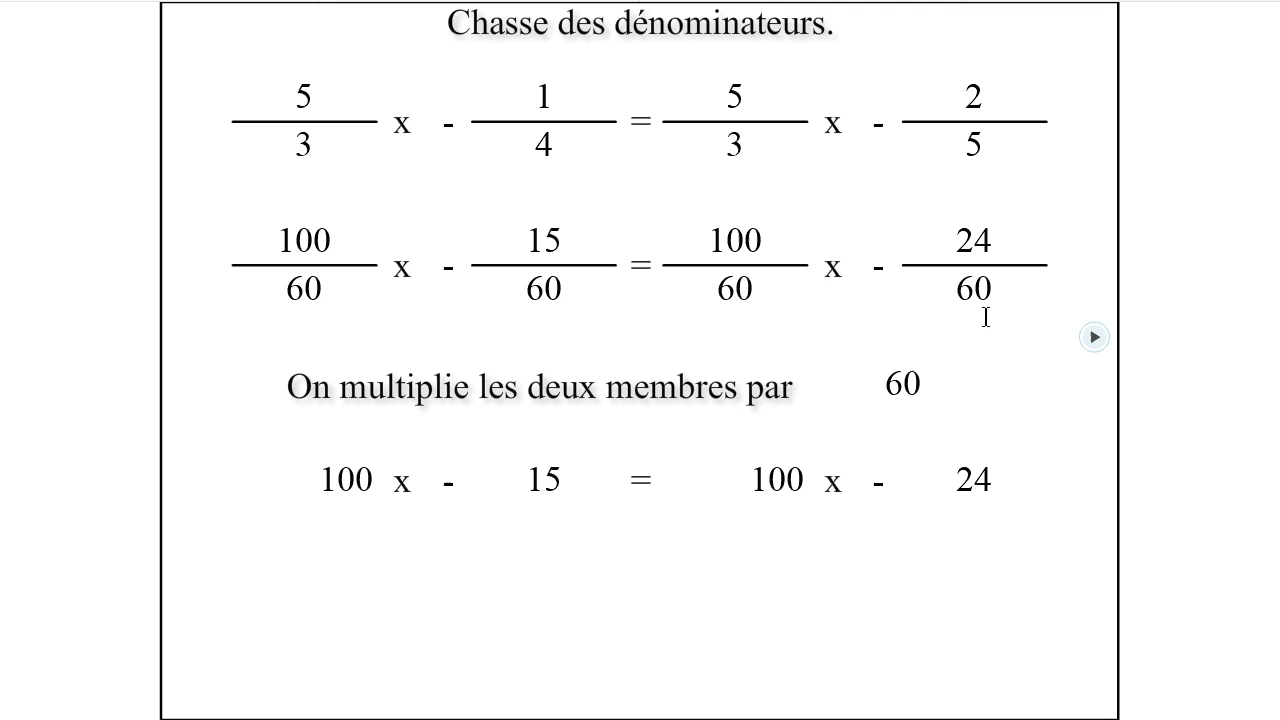 Chasse des dénominateurs.
5/3 x - 1/4 = 5/3 x - 2/5
100/60 x - 15/60 = 100/60 x - 24/60
On multiplie les deux membres par 60
100 x - 15 = 100 x - 24